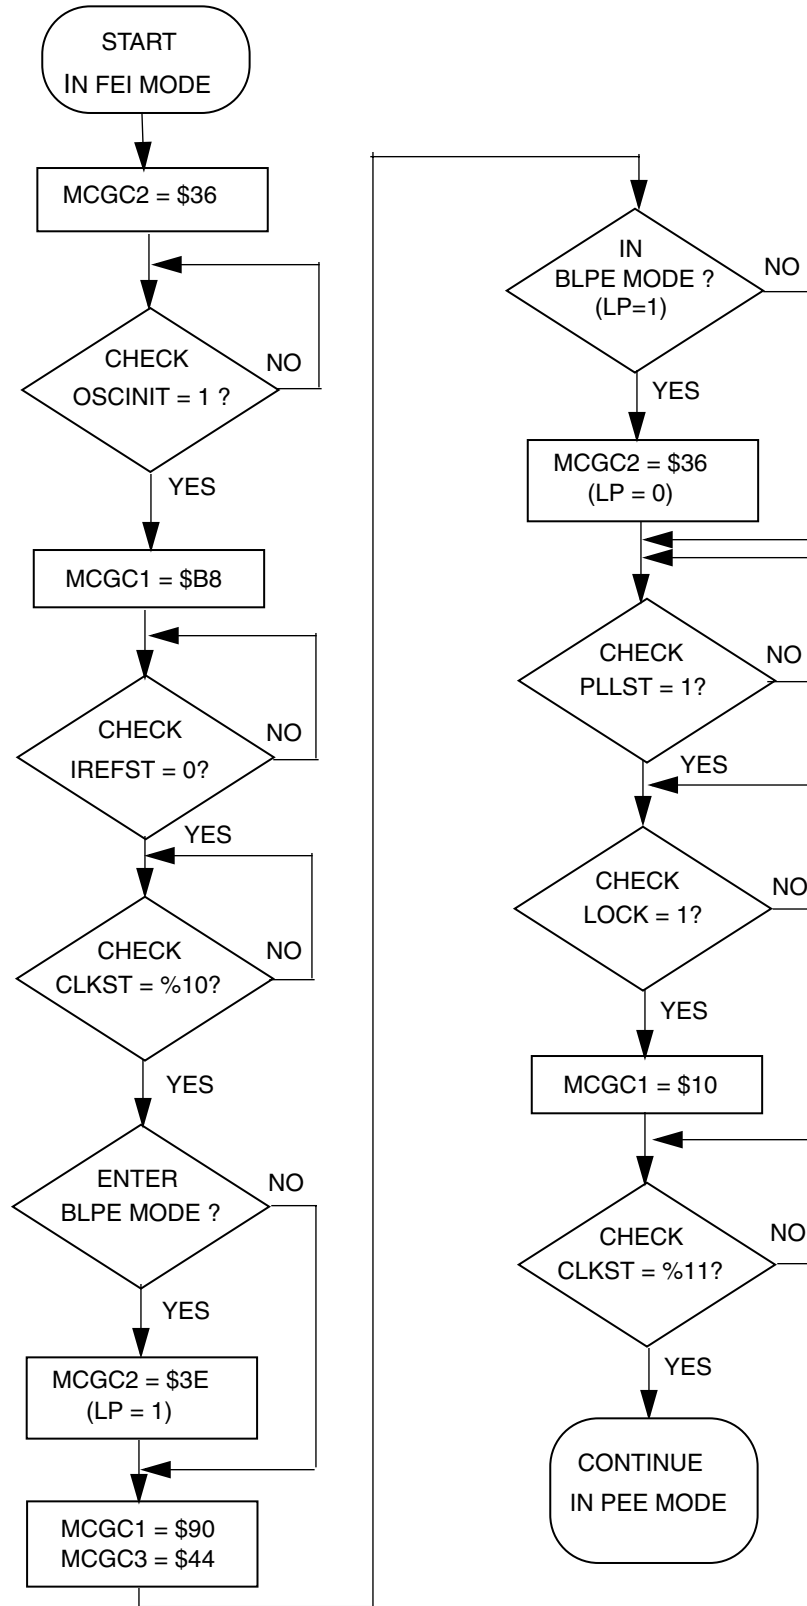 START
IN FEI MODE
MCGC2 = $36
CHECK
OSCINIT = 1 ?
NO
YES
MCGC1 = $B8
CHECK
IREFST = 0?
NO
YES
CHECK
CLKST = %10?
NO
YES
ENTER
BLPE MODE ?
NO
YES
MCGC2 = $3E
(LP = 1)
MCGC1 = $90
MCGC3 = $44
IN
BLPE MODE ?
(LP=1)
NO
YES
MCGC2 = $36
(LP = 0)
CHECK
PLLST = 1?
NO
YES
CHECK
LOCK = 1?
NO
YES
MCGC1 = $10
CHECK
CLKST = %11?
NO
YES
CONTINUE
IN PEE MODE